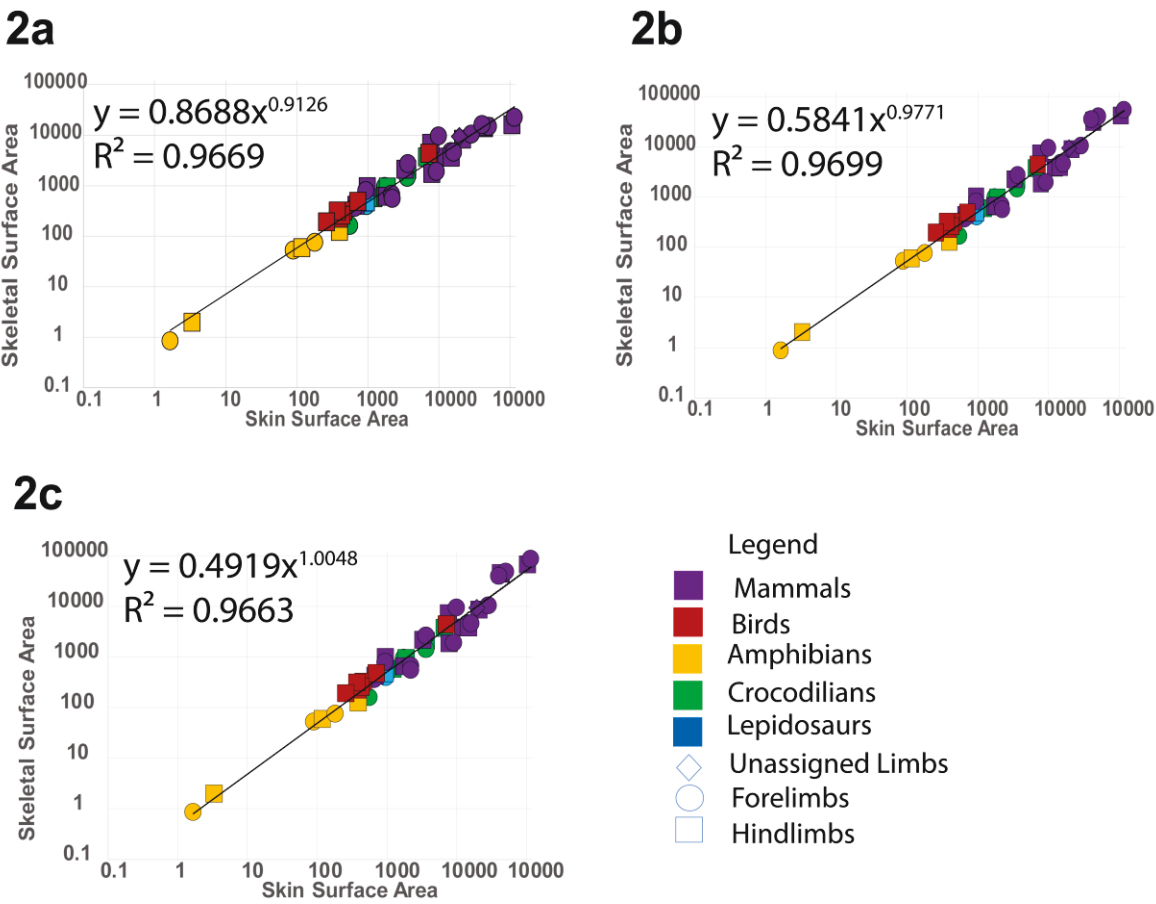 2a
100000
10000
1000
100
10
1
0.1
Skeletal Surface Area
y = 0.8688x^0.9126
R² = 0.9669
0.1 1 10 100 1000 10000 10000
Skin Surface Area
2b
100000
10000
1000
100
10
1
0.1
Skeletal Surface Area
y = 0.5841x^0.9771
R² = 0.9699
0.1 1 10 100 1000 10000 10000
Skin Surface Area
2c
100000
10000
1000
100
10
1
0.1
Skeletal Surface Area
y = 0.4919x^1.0048
R² = 0.9663
0.1 1 10 100 1000 10000 10000
Skin Surface Area
Legend
Mammals
Birds
Amphibians
Crocodilians
Lepidosaurs
Unassigned Limbs
Forelimbs
Hindlimbs